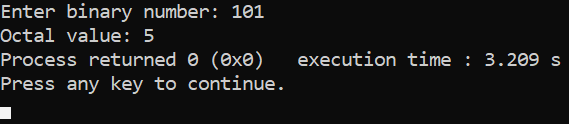 Enter binary number: 101
Octal value: 5
Process returned 0 (0x0)   execution time : 3.209 s
Press any key to continue.